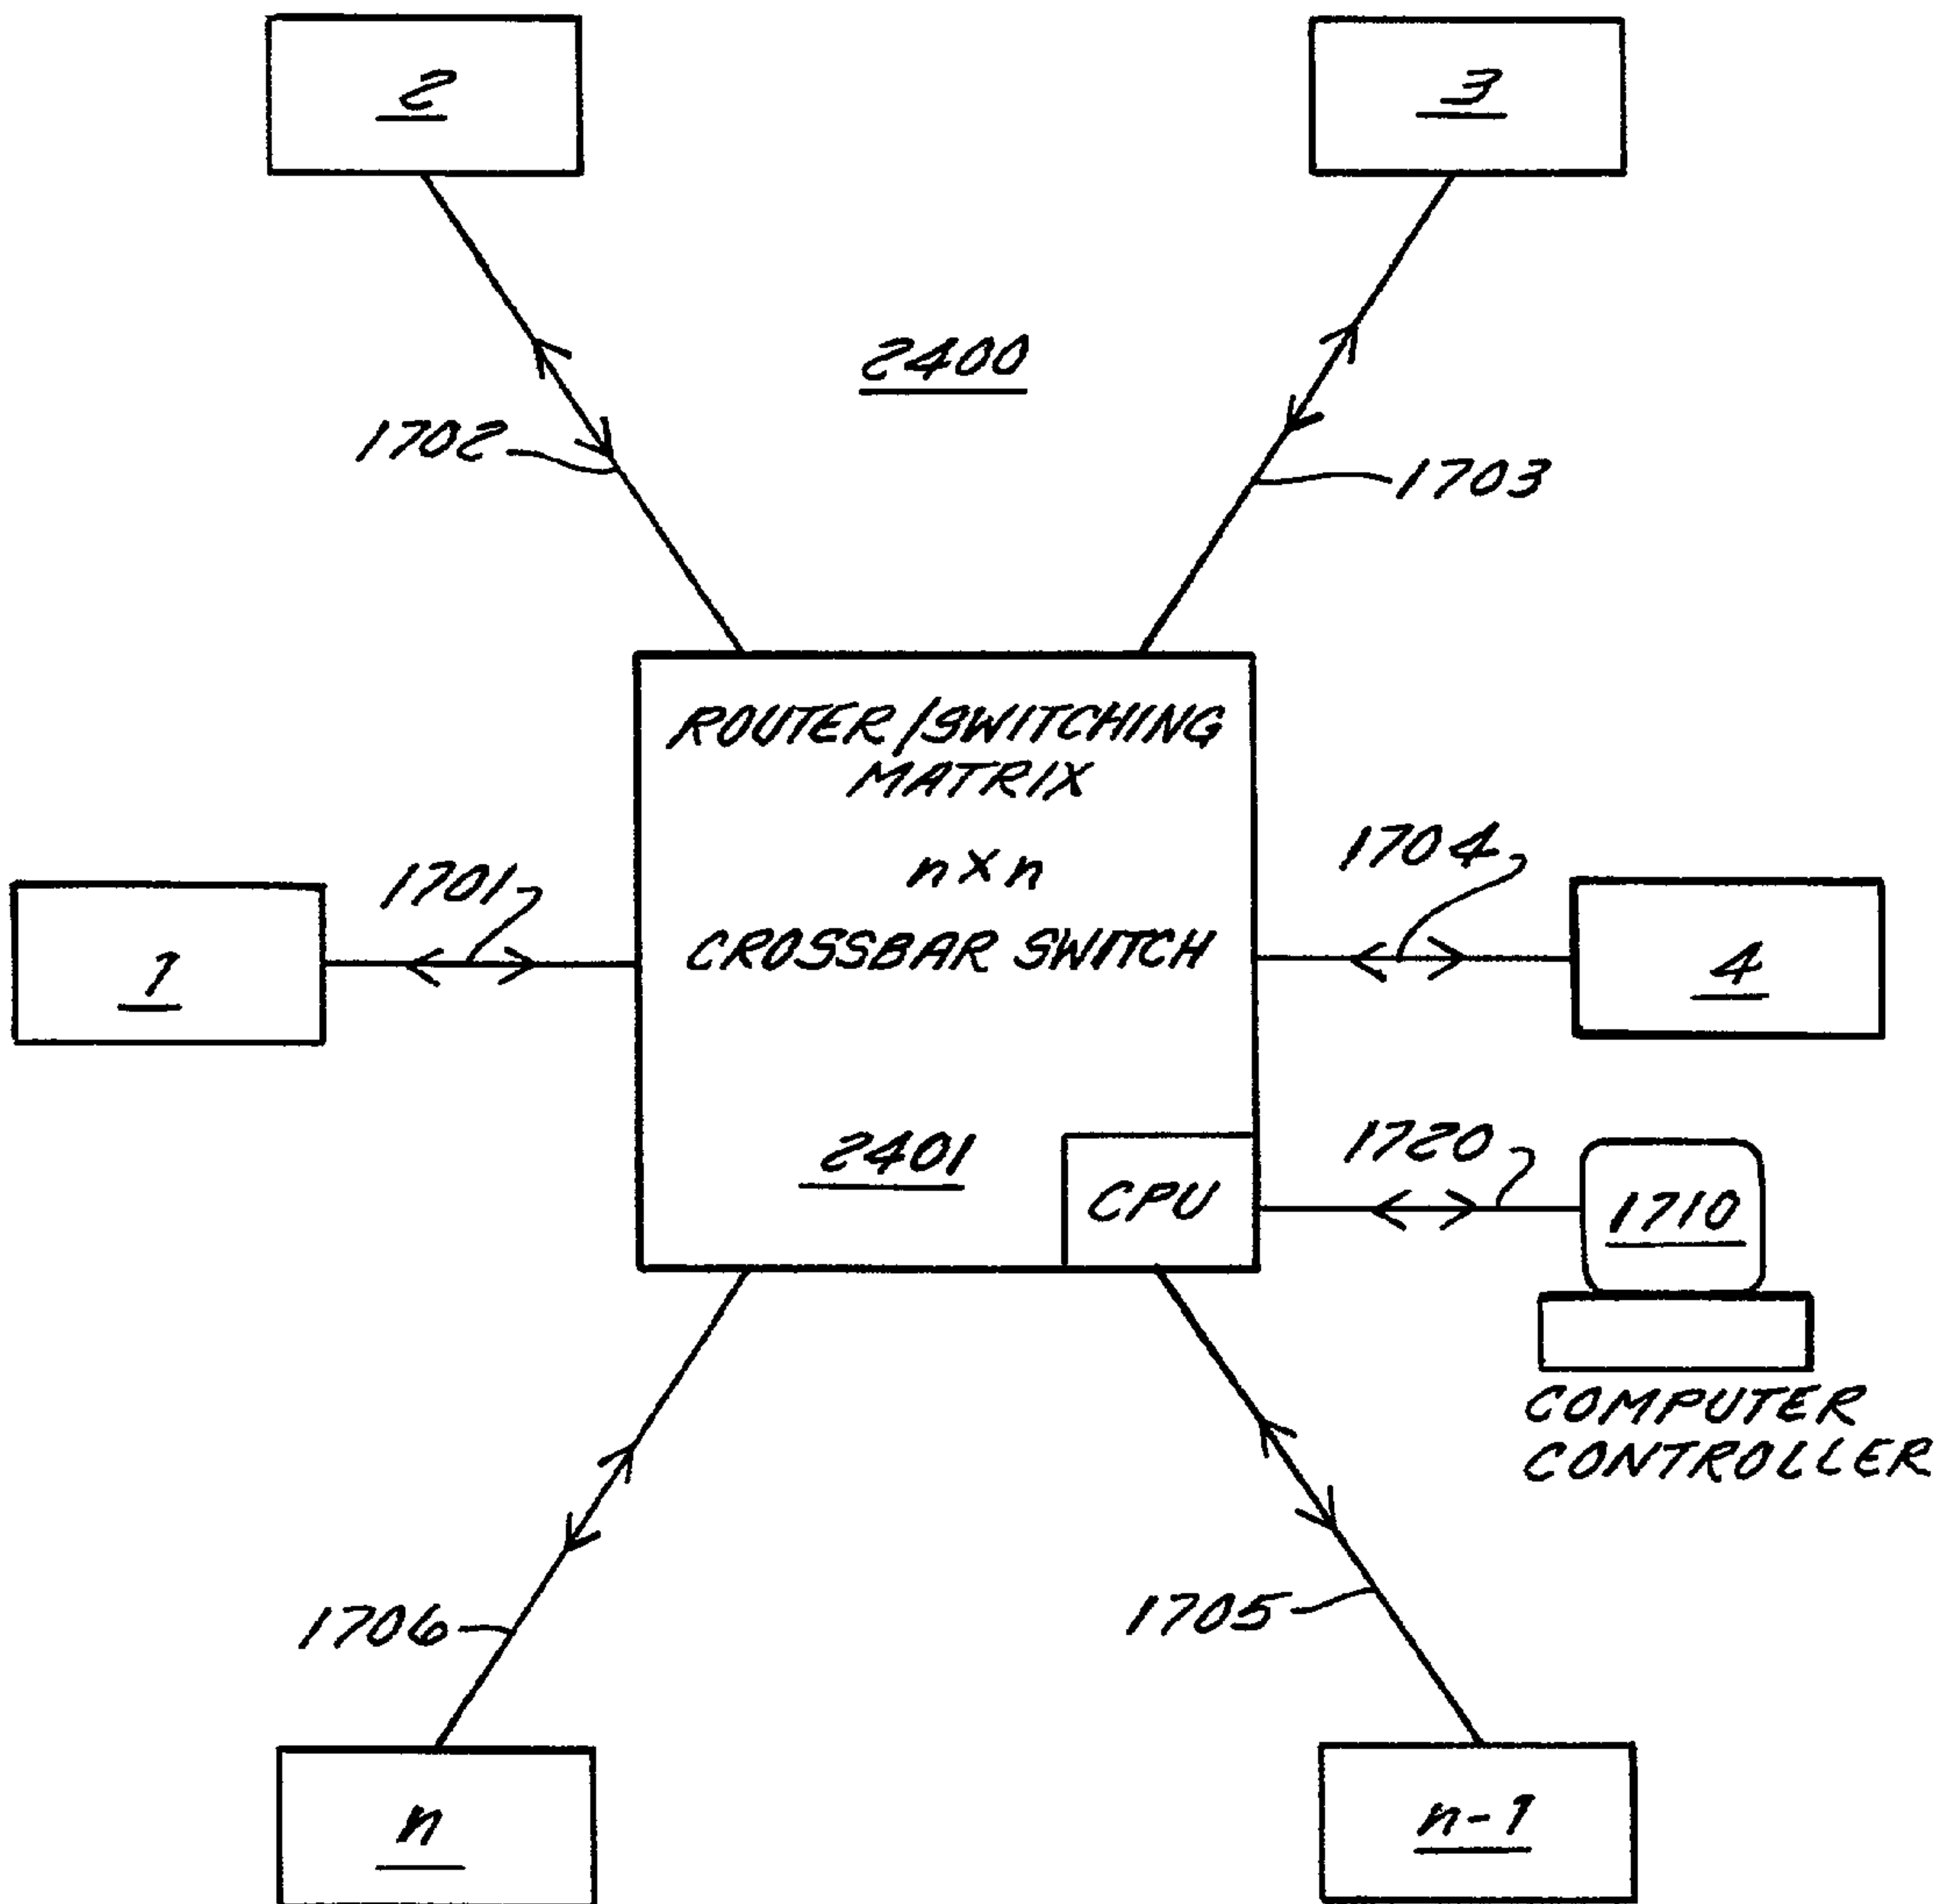 2
3
2400
1702
1703
ROUTER/SWITCHING
MATRIX
n×n
CROSSBAR SWITCH
1701
1704
1
4
2401
CPU
1720
1710
COMPUTER
CONTROLLER
1706
1705
n
n-1